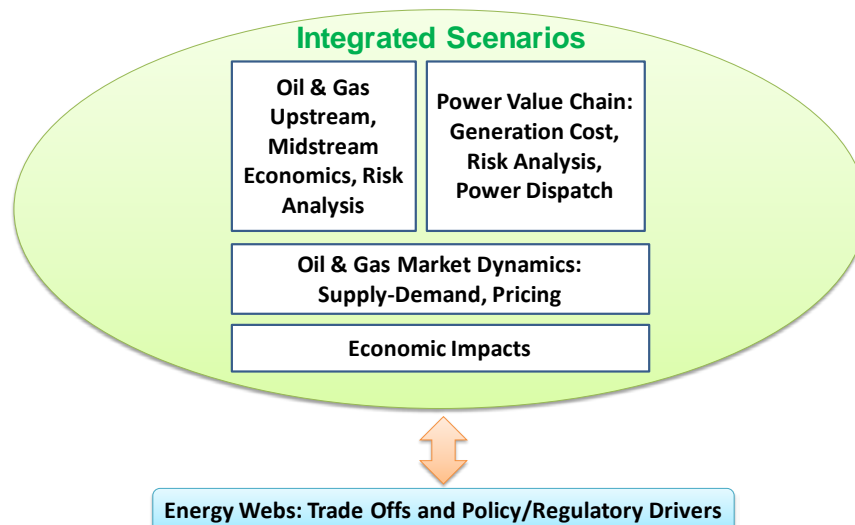 Integrated Scenarios
Oil & Gas
Upstream,
Midstream
Economics, Risk
Analysis
Power Value Chain:
Generation Cost,
Risk Analysis,
Power Dispatch
Oil & Gas Market Dynamics:
Supply-Demand, Pricing
Economic Impacts
Energy Webs: Trade Offs and Policy/Regulatory Drivers